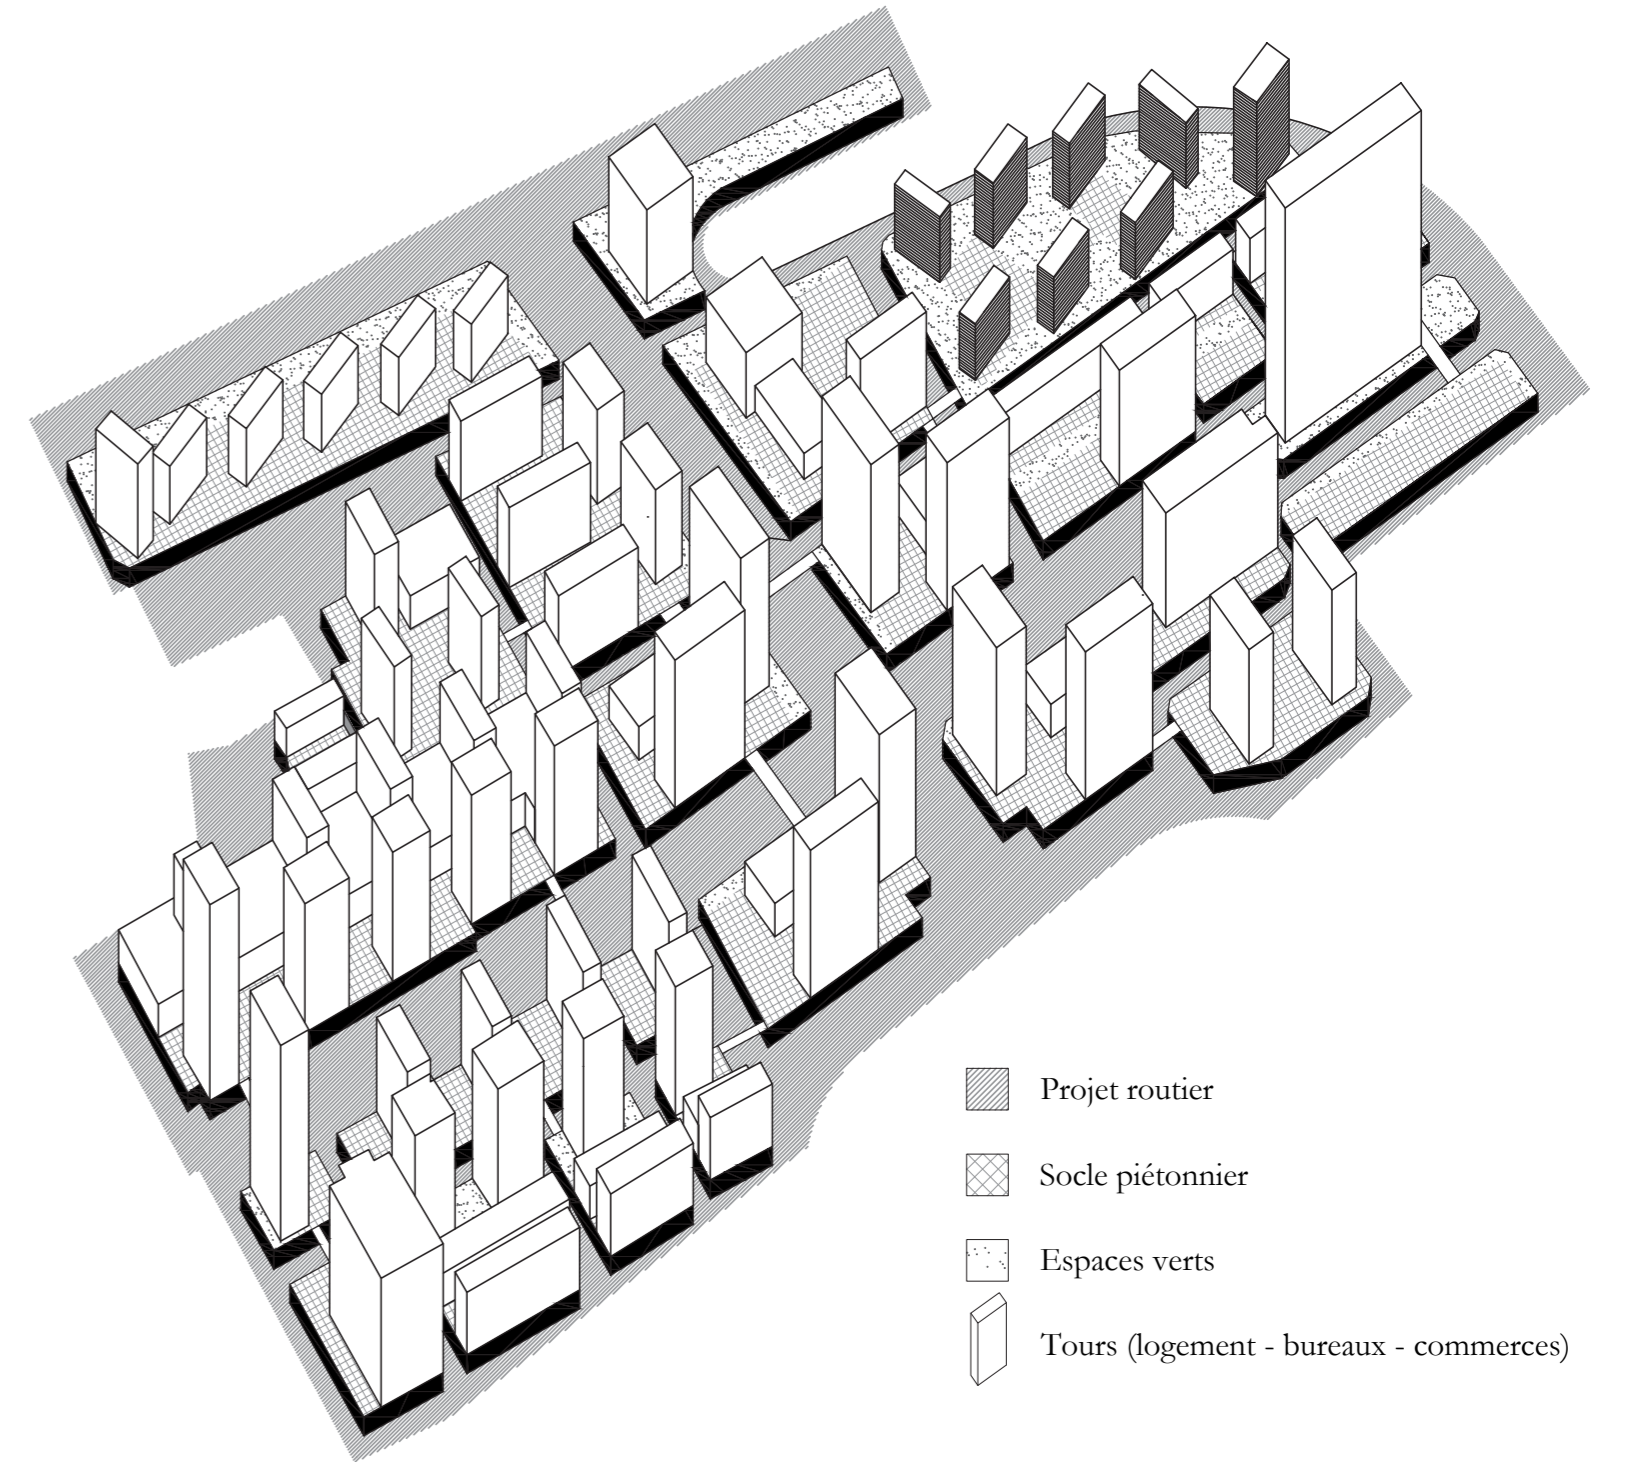 Projet routier
Socle piétonnier
Espaces verts
Tours (logement - bureaux - commerces)